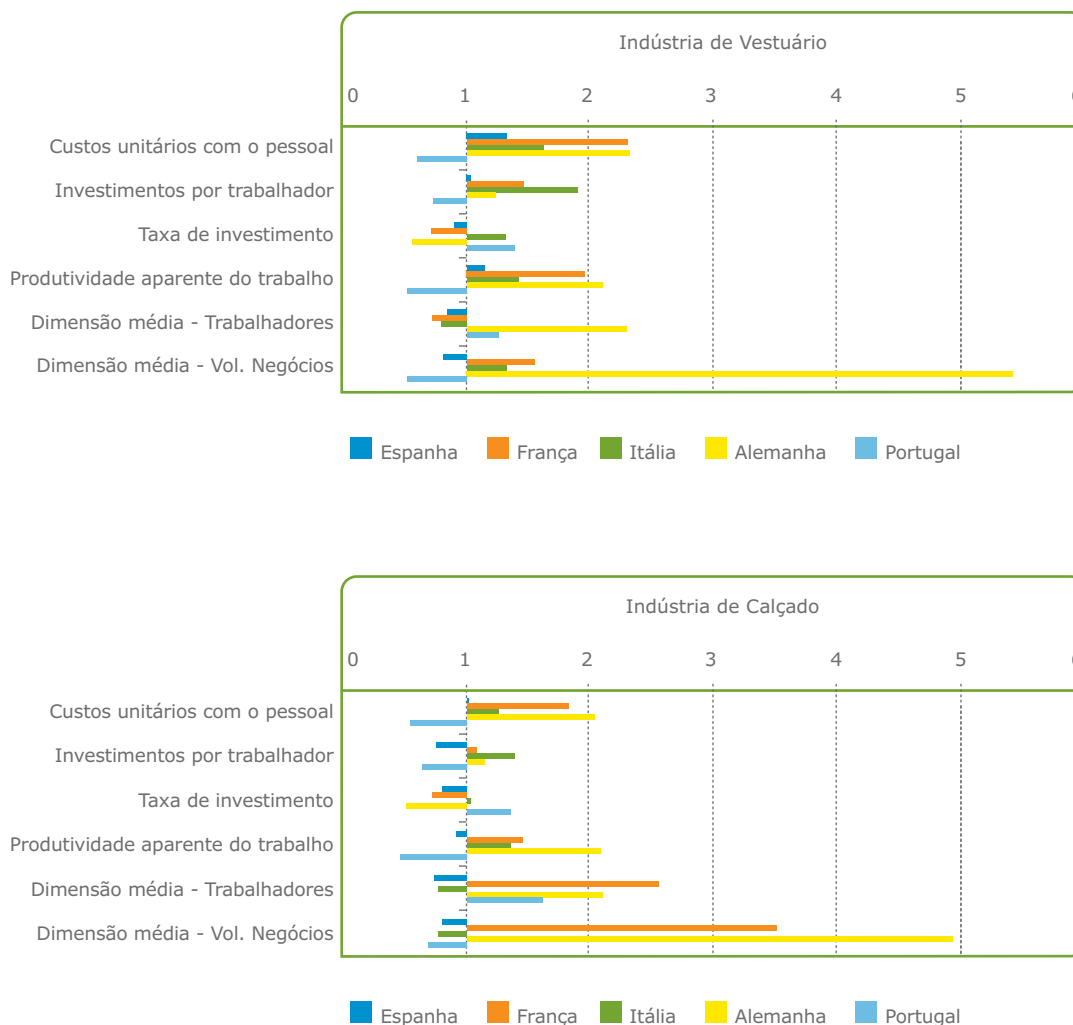 Indústria de Vestuário
0 1 2 3 4 5
Custos unitários com o pessoal
Investimentos por trabalhador
Taxa de investimento
Produtividade aparente do trabalho
Dimensão média - Trabalhadores
Dimensão média - Vol. Negócios
Espanha França Itália Alemanha Portugal
Indústria de Calçado
0 1 2 3 4 5
Custos unitários com o pessoal
Investimentos por trabalhador
Taxa de investimento
Produtividade aparente do trabalho
Dimensão média - Trabalhadores
Dimensão média - Vol. Negócios
Espanha França Itália Alemanha Portugal